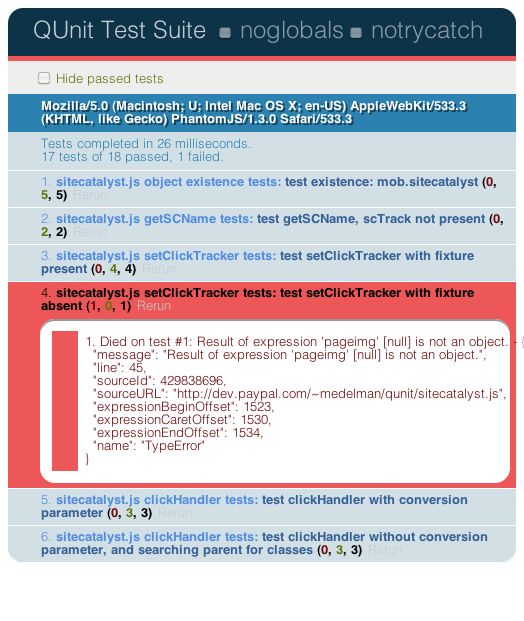 QUnit Test Suite noglobals notrycatch
Hide passed tests
Mozilla/5.0 (Macintosh; U; Intel Mac OS X; en-US) AppleWebKit/533.3
(KHTML, like Gecko) PhantomJS/1.3.0 Safari/533.3
Tests completed in 26 milliseconds.
17 tests of 18 passed, 1 failed.
1. sitecatalyst.js object existence tests: test existence: mob.sitecatalyst (0,
5, 5) Rerun
2. sitecatalyst.js getSCName tests: test getSCName, scTrack not present (0,
2, 2) Rerun
3. sitecatalyst.js setClickTracker tests: test setClickTracker with fixture
present (0, 4, 4) Rerun
4. sitecatalyst.js setClickTracker tests: test setClickTracker with fixture
absent (1, 0, 1) Rerun
1. Died on test #1: Result of expression 'pageimg' [null] is not an object. - {
"message": "Result of expression 'pageimg' [null] is not an object.",
"line": 45,
"sourceId": 429838696,
"sourceURL": "http://dev.paypal.com/~medelman/qunit/sitecatalyst.js",
"expressionBeginOffset": 1523,
"expressionCaretOffset": 1530,
"expressionEndOffset": 1534,
"name": "TypeError"
}
5. sitecatalyst.js clickHandler tests: test clickHandler with conversion
parameter (0, 3, 3) Rerun
6. sitecatalyst.js clickHandler tests: test clickHandler without conversion
parameter, and searching parent for classes (0, 3, 3) Rerun